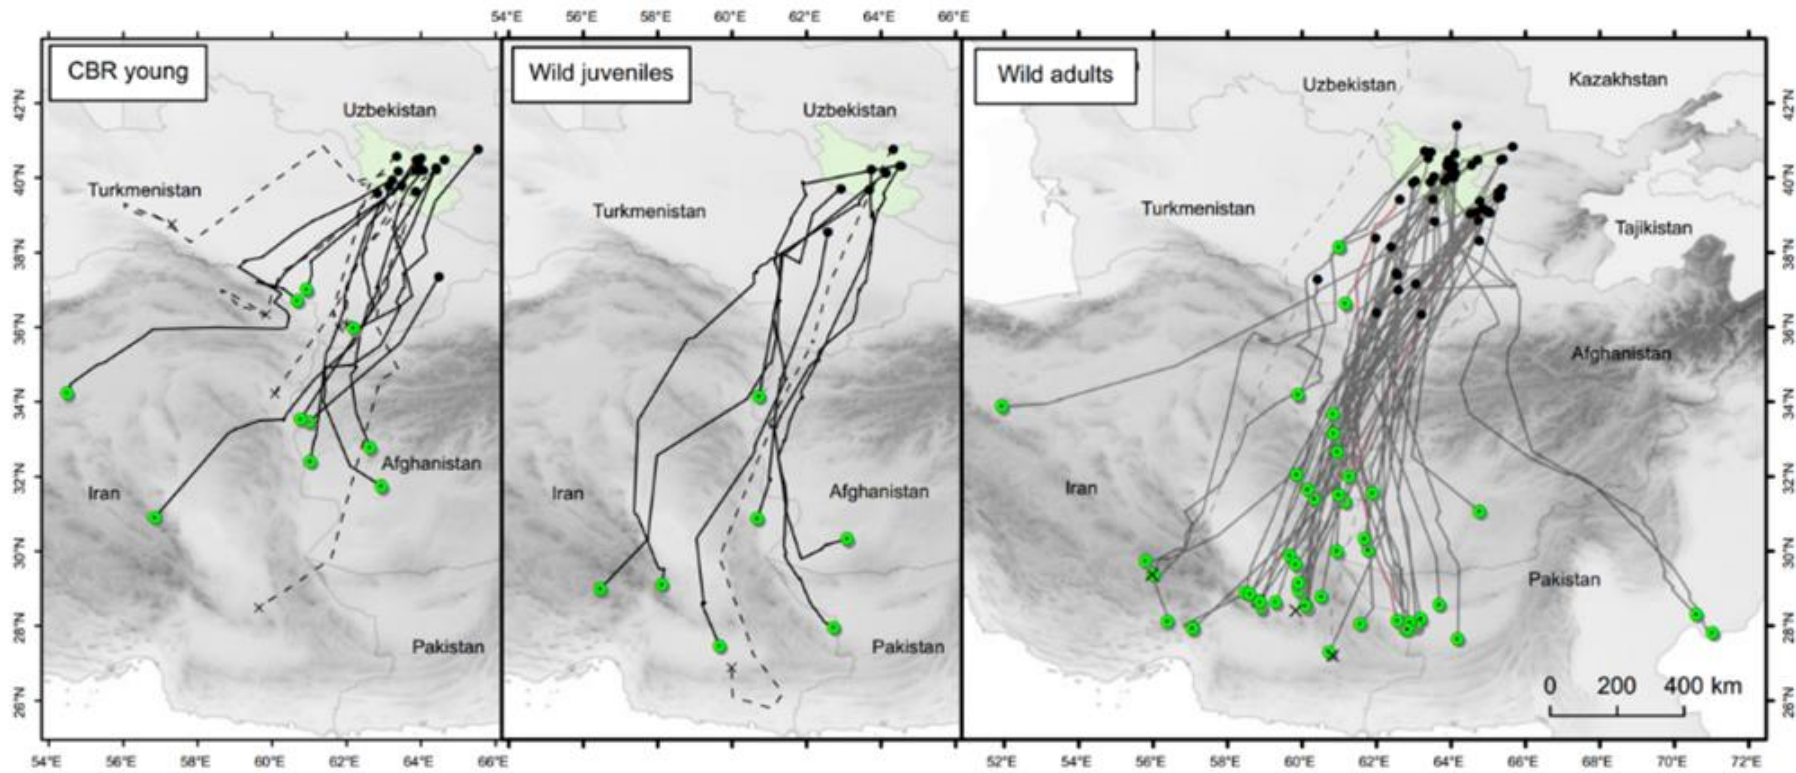 54°E 56°E 58°E 60°E 62°E 64°E 66°E
CBR young
Wild juveniles
Wild adults
Uzbekistan
Uzbekistan
Uzbekistan
Kazakhstan
Turkmenistan
Turkmenistan
Turkmenistan
Tajikistan
Afghanistan
Iran
Afghanistan
Iran
Afghanistan
Iran
Pakistan
Pakistan
Pakistan
0 200 400 km
42°N
40°N
38°N
36°N
34°N
32°N
30°N
28°N
26°N
42°N
40°N
38°N
36°N
34°N
32°N
30°N
28°N
26°N
54°E 56°E 58°E 60°E 62°E 64°E 66°E
52°E 54°E 56°E 58°E 60°E 62°E 64°E 66°E 70°E 72°E